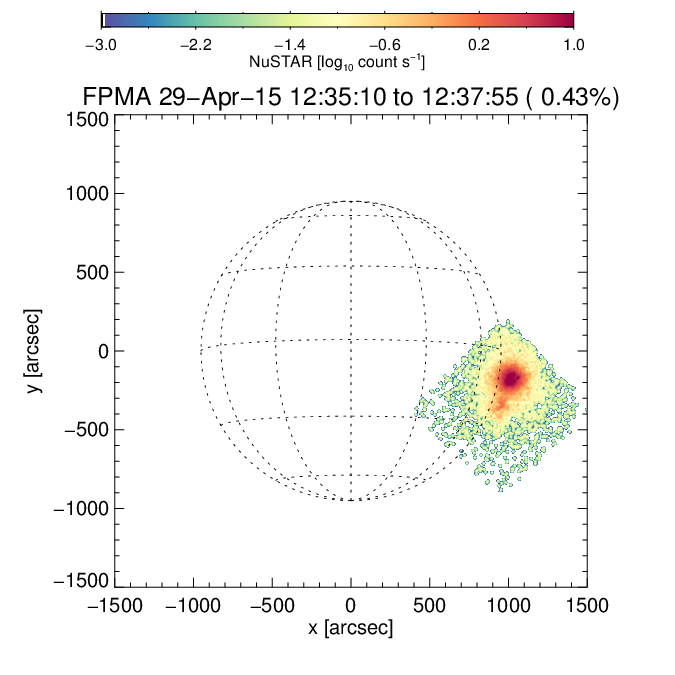 −3.0 −2.2 −1.4 −0.6 0.2 1.0
NuSTAR [log₁₀ count s⁻¹]
FPMA 29−Apr−15 12:35:10 to 12:37:55 ( 0.43%)
1500
1000
500
0
−500
−1000
−1500
y [arcsec]
−1500 −1000 −500 0 500 1000 1500
x [arcsec]